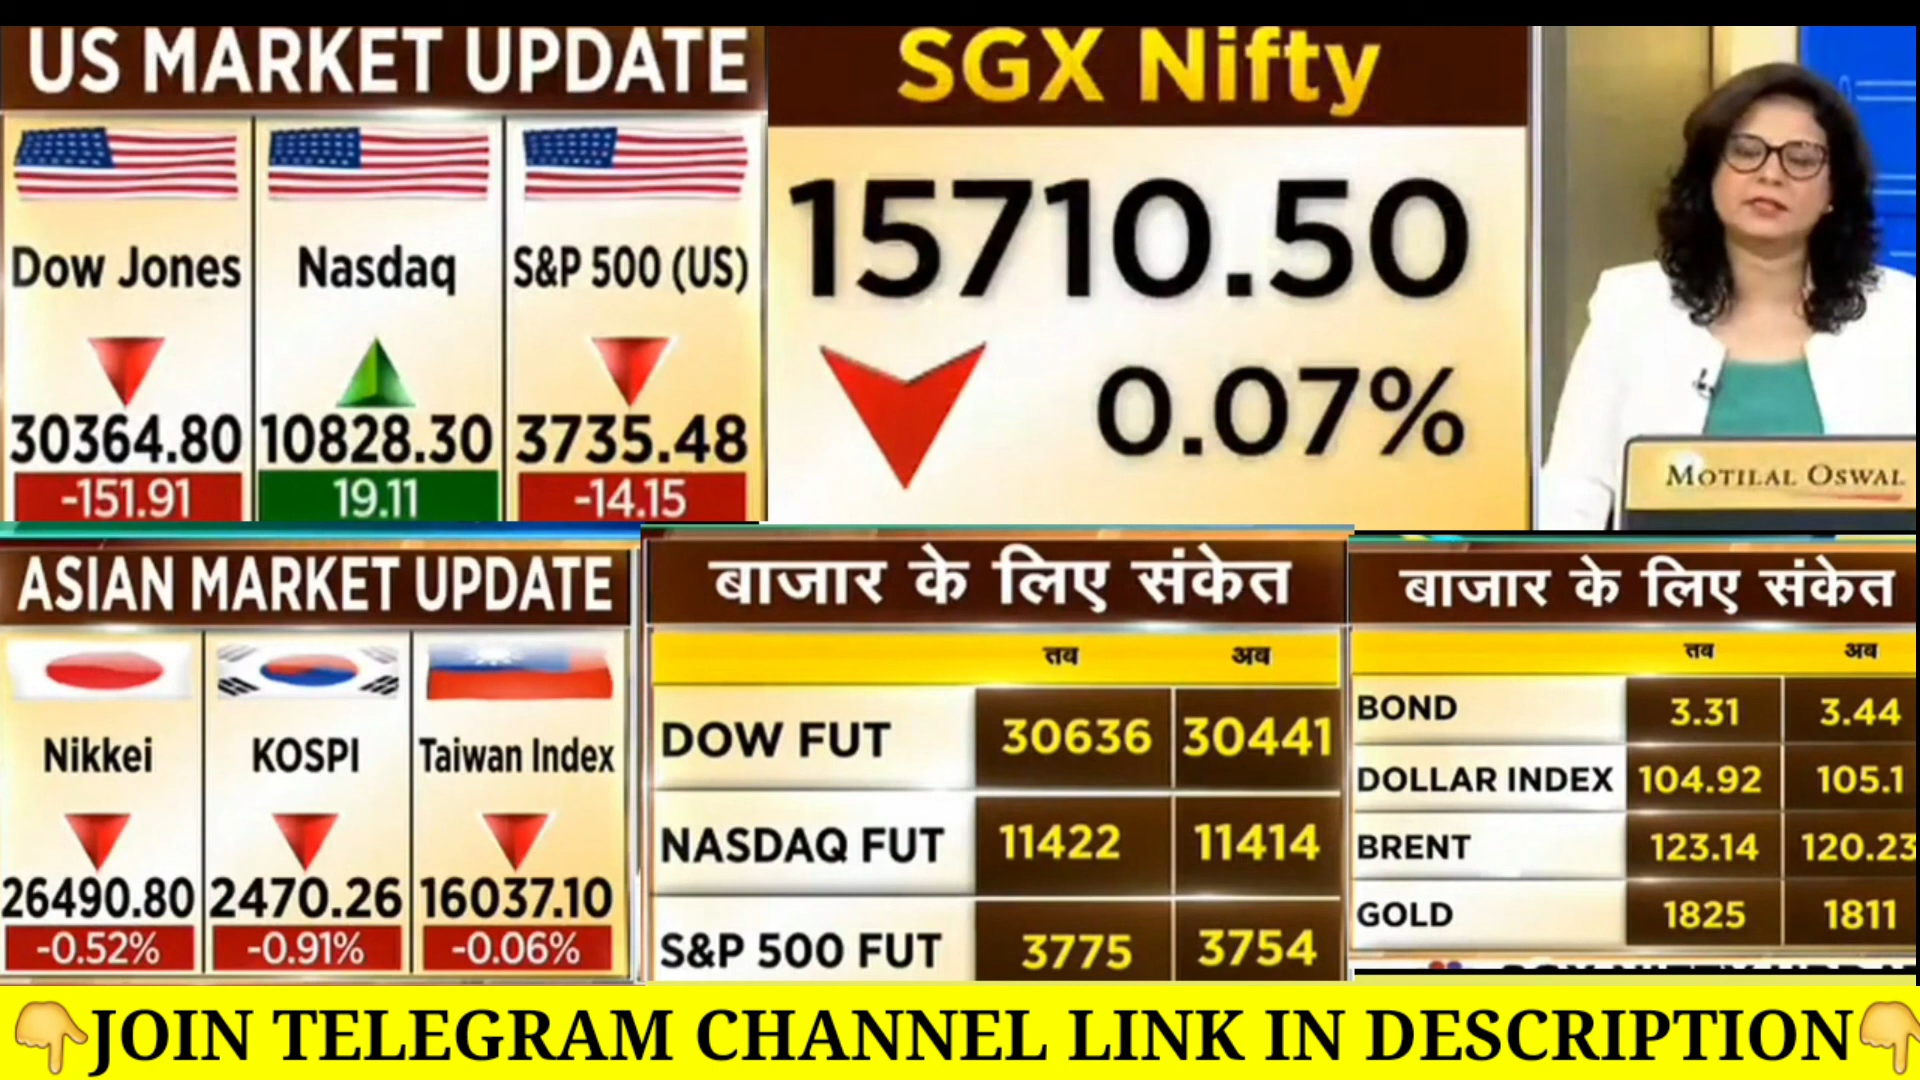 US MARKET UPDATE
Dow Jones
Nasdaq
S&P 500 (US)
30364.80
10828.30
3735.48
-151.91
19.11
-14.15
SGX Nifty
15710.50
0.07%
MOTILAL OSWAL
ASIAN MARKET UPDATE
Nikkei
KOSPI
Taiwan Index
26490.80
2470.26
16037.10
-0.52%
-0.91%
-0.06%
बाजार के लिए संकेत
तब अब
DOW FUT 30636 30441
NASDAQ FUT 11422 11414
S&P 500 FUT 3775 3754
बाजार के लिए संकेत
तब अब
BOND 3.31 3.44
DOLLAR INDEX 104.92 105.1
BRENT 123.14 120.23
GOLD 1825 1811
👇JOIN TELEGRAM CHANNEL LINK IN DESCRIPTION👇